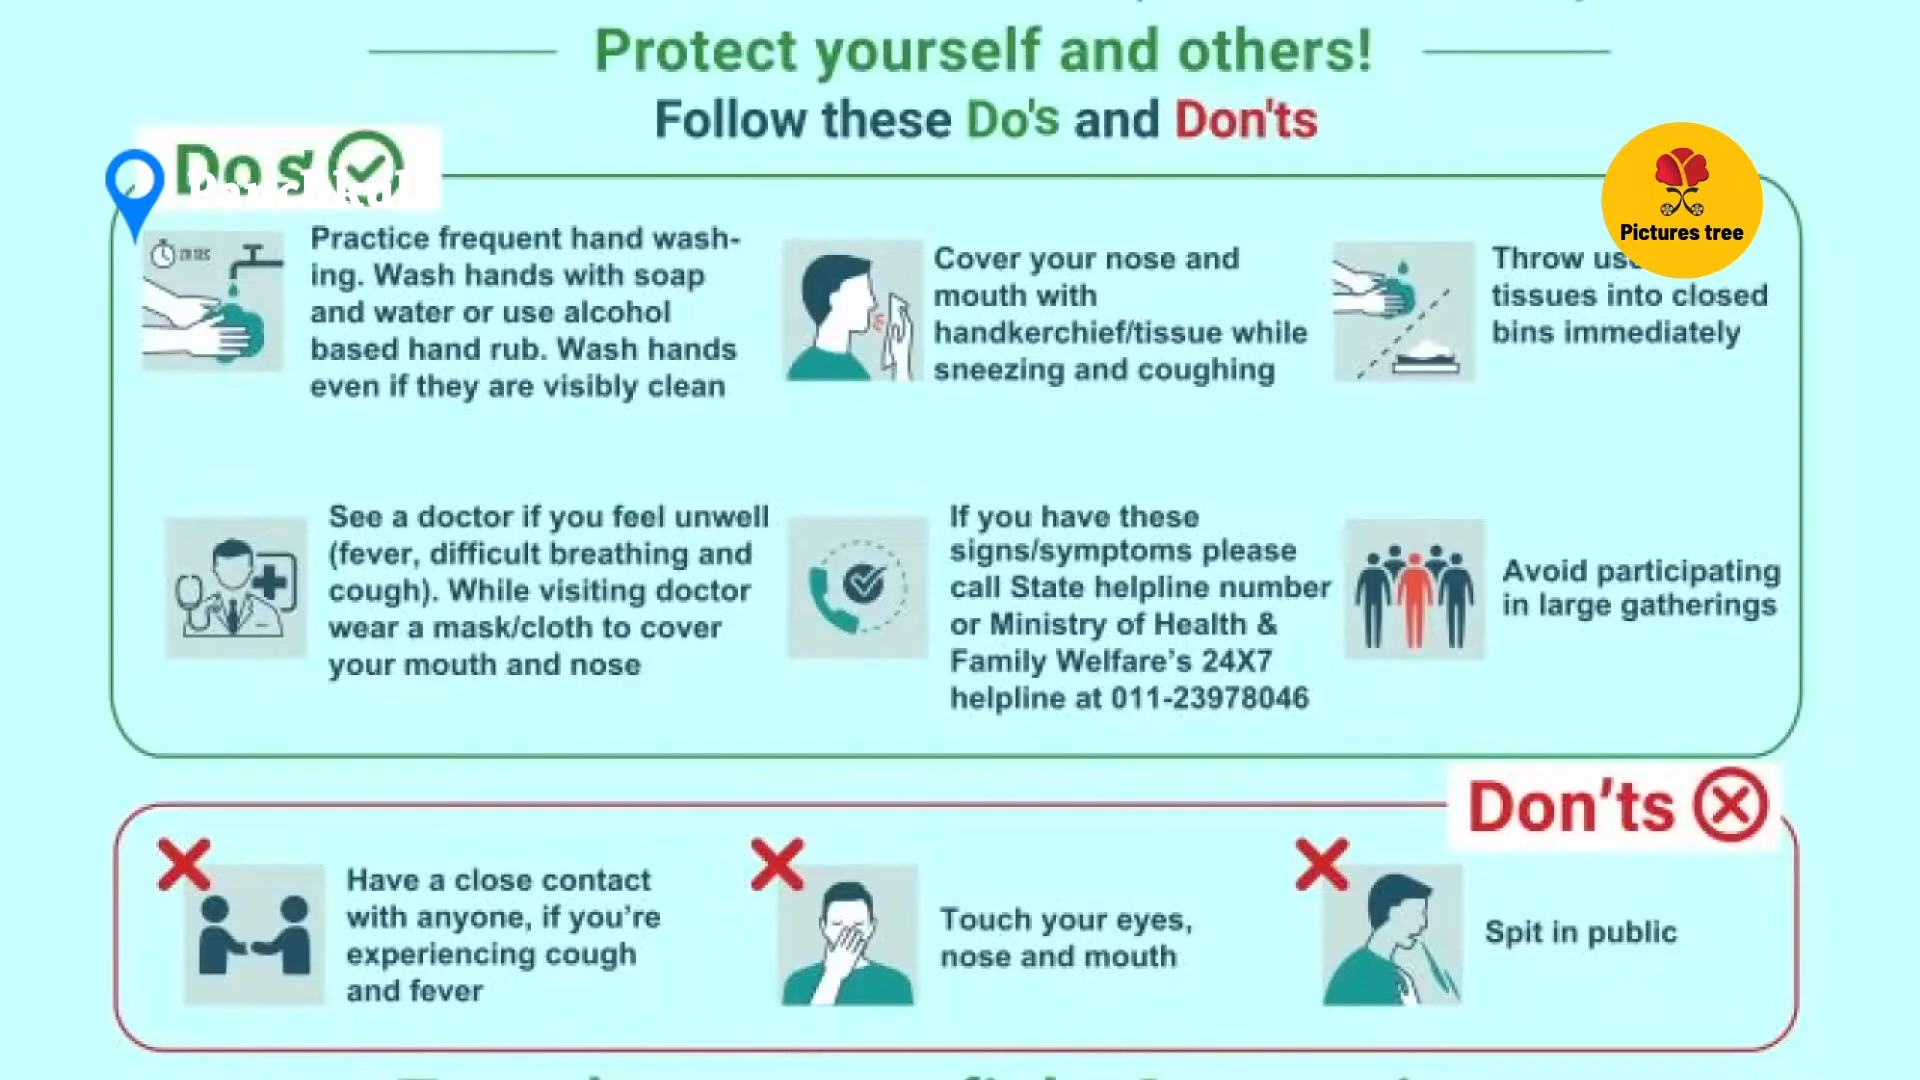 Protect yourself and others!
Follow these Do's and Don'ts
Do s'
Pictures tree
20 SEC
Practice frequent hand wash-
ing. Wash hands with soap
and water or use alcohol
based hand rub. Wash hands
even if they are visibly clean
Cover your nose and
mouth with
handkerchief/tissue while
sneezing and coughing
Throw
tissues into closed
bins immediately
See a doctor if you feel unwell
(fever, difficult breathing and
cough). While visiting doctor
wear a mask/cloth to cover
your mouth and nose
If you have these
signs/symptoms please
call State helpline number
or Ministry of Health &
Family Welfare’s 24X7
helpline at 011-23978046
Avoid participating
in large gatherings
Don’ts
Have a close contact
with anyone, if you’re
experiencing cough
and fever
Touch your eyes,
nose and mouth
Spit in public